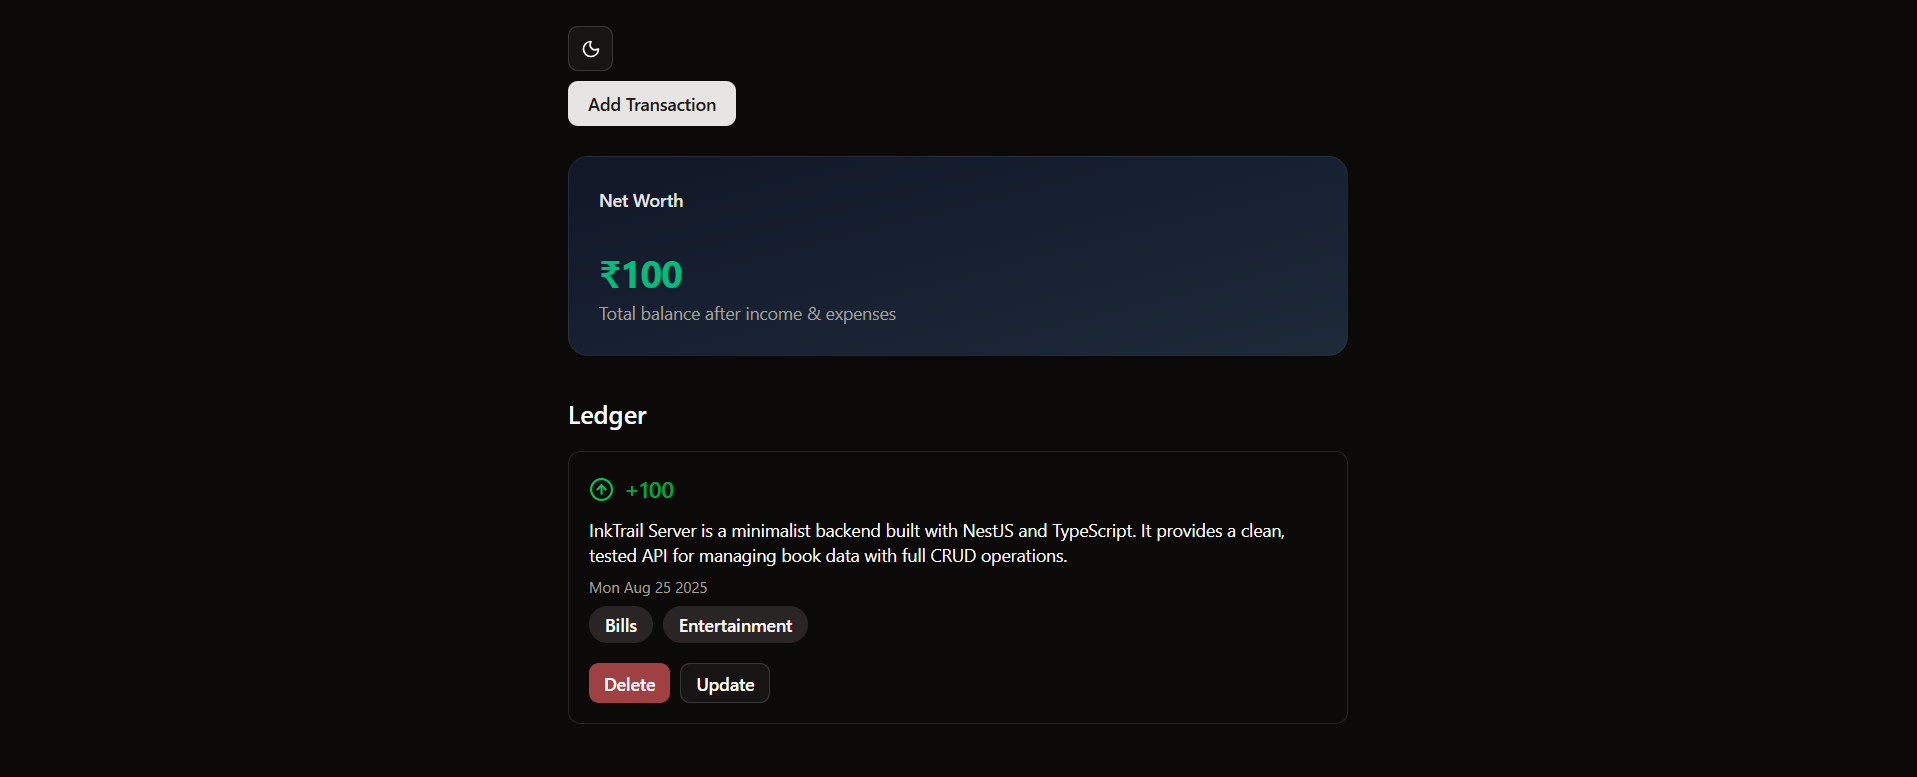 Add Transaction
Net Worth
₹100
Total balance after income & expenses
Ledger
+100
InkTrail Server is a minimalist backend built with NestJS and TypeScript. It provides a clean,
tested API for managing book data with full CRUD operations.
Mon Aug 25 2025
Bills Entertainment
Delete Update